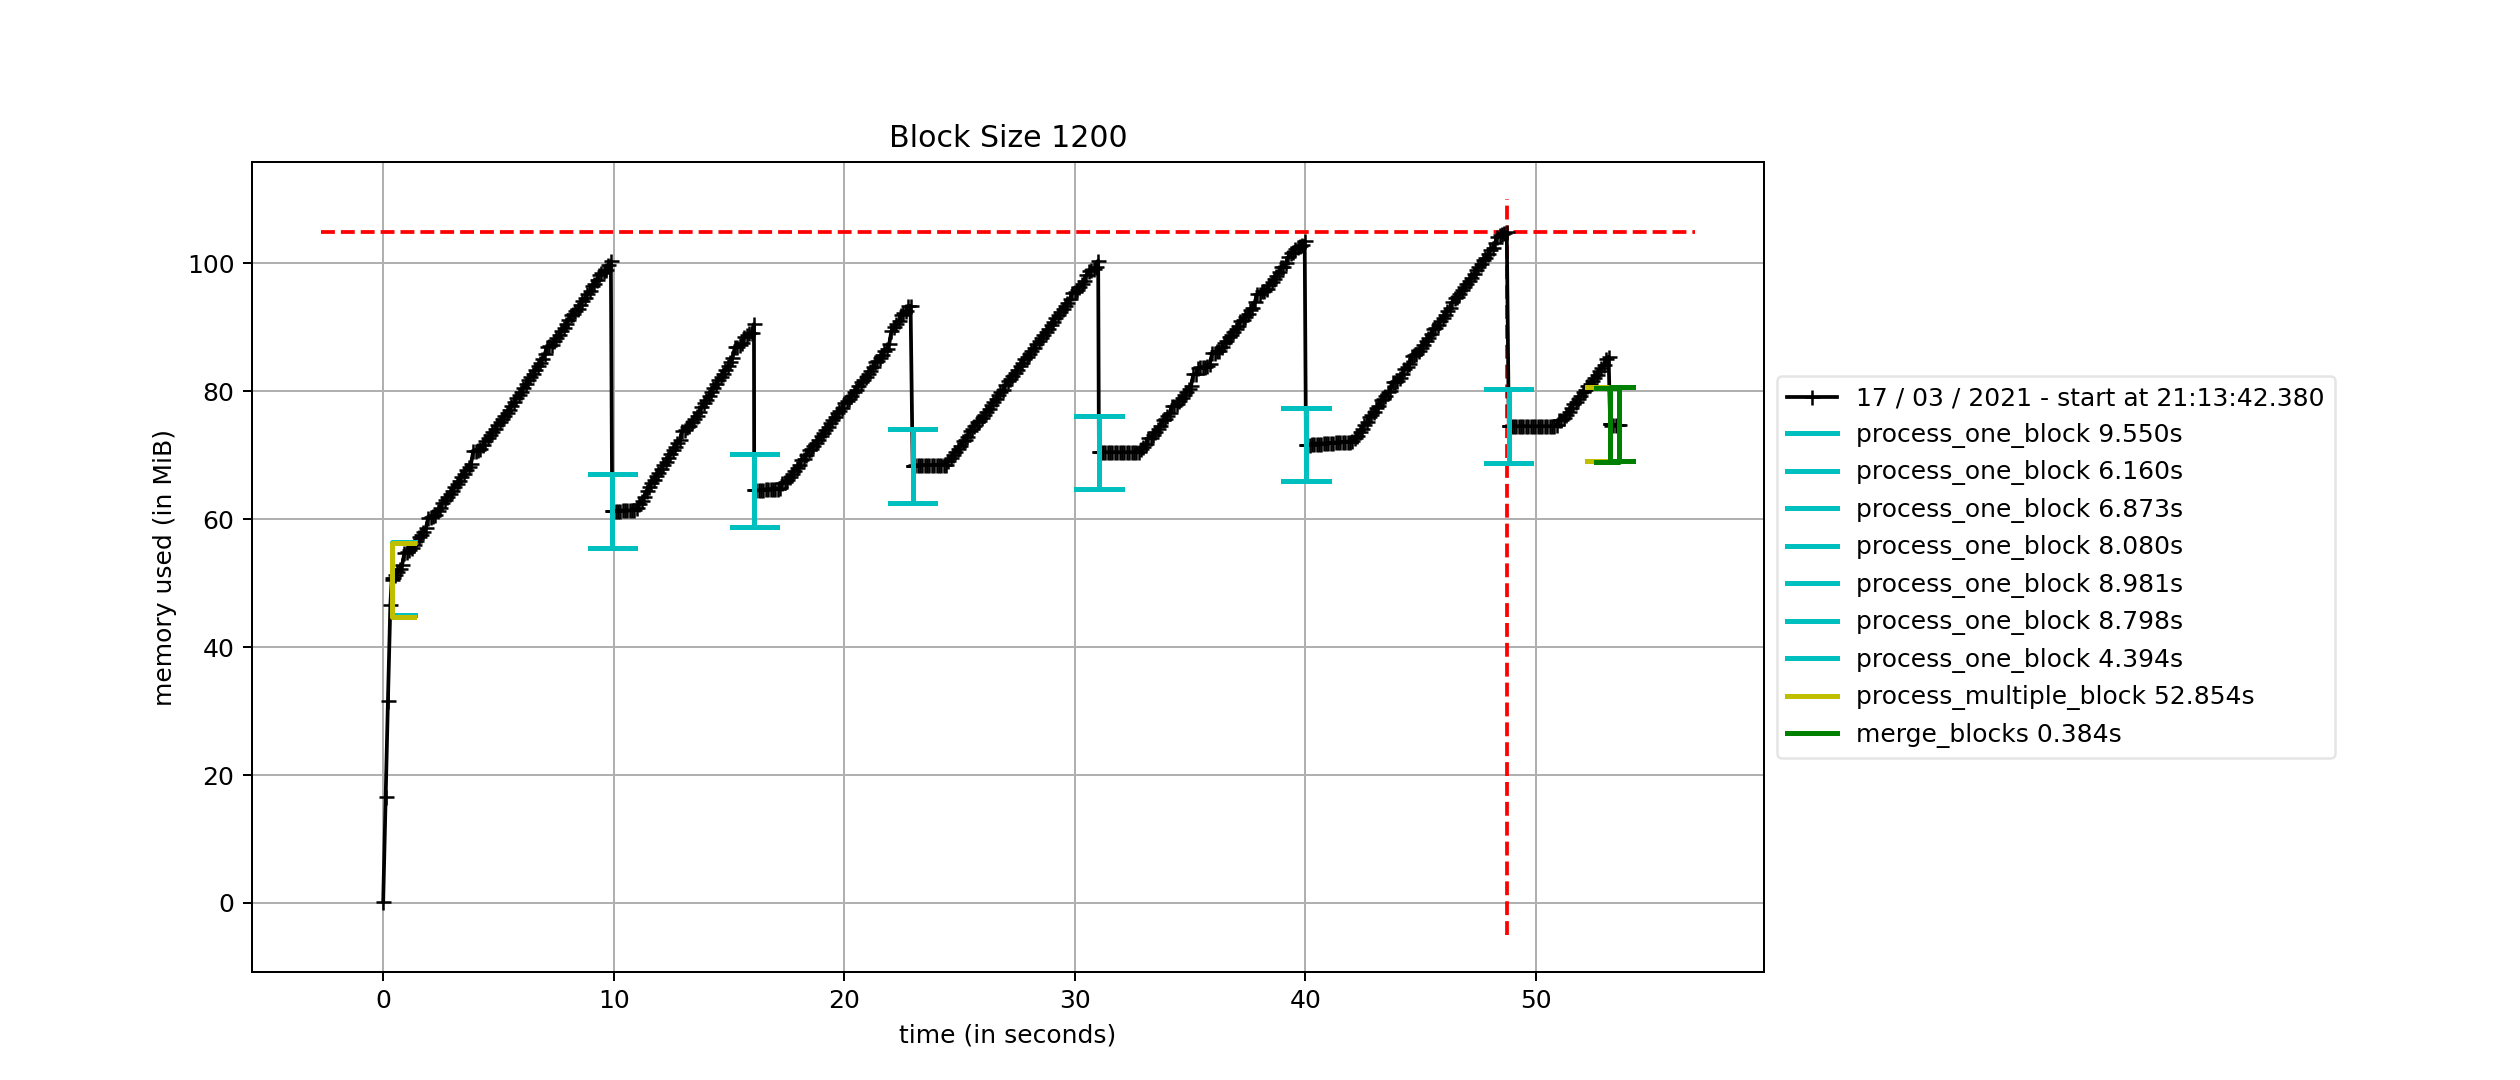 Block Size 1200
memory used (in MiB)
100
80
60
40
20
0
0 10 20 30 40 50
time (in seconds)
17 / 03 / 2021 - start at 21:13:42.380
process_one_block 9.550s
process_one_block 6.160s
process_one_block 6.873s
process_one_block 8.080s
process_one_block 8.981s
process_one_block 8.798s
process_one_block 4.394s
process_multiple_block 52.854s
merge_blocks 0.384s